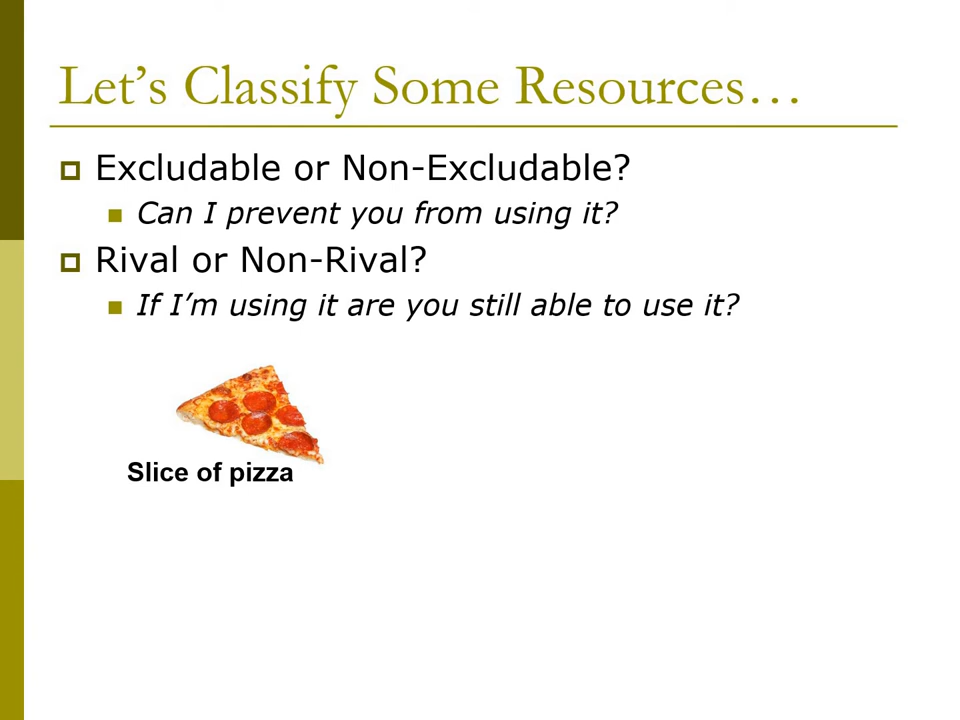 Let’s Classify Some Resources…
Excludable or Non-Excludable?
Can I prevent you from using it?
Rival or Non-Rival?
If I’m using it are you still able to use it?
Slice of pizza